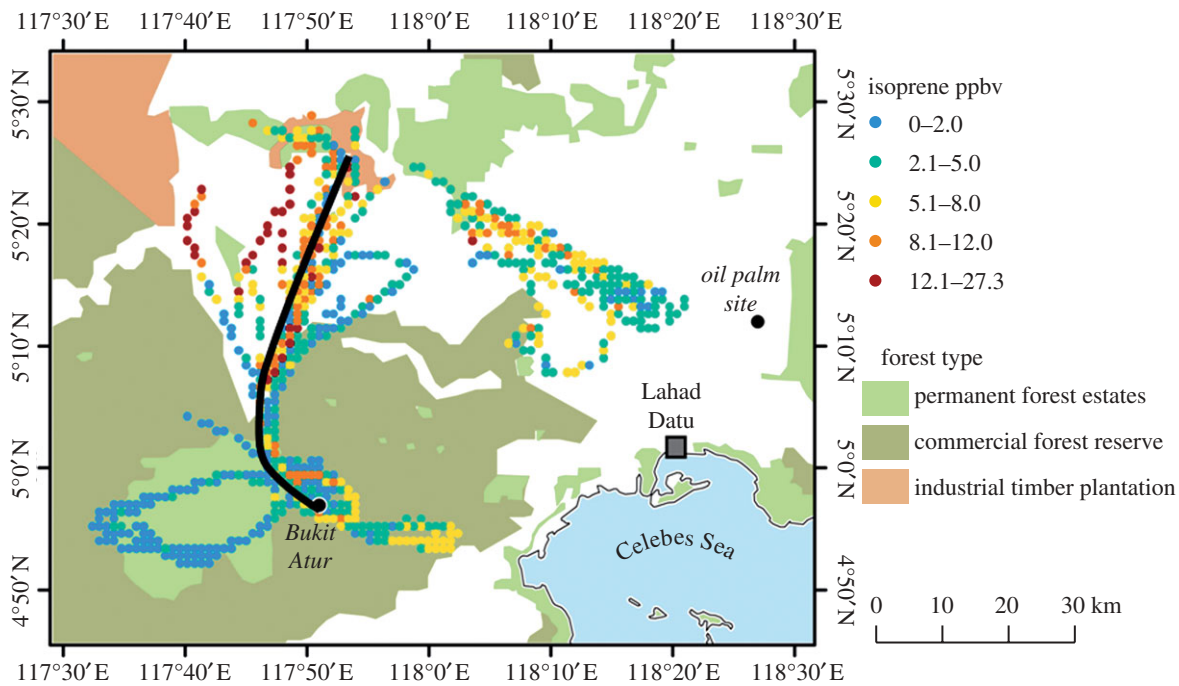 117°30′E 117°40′E 117°50′E 118°0′E 118°10′E 118°20′E 118°30′E
5°30′N
5°20′N
5°10′N
5°0′N
4°50′N
oil palm
site
Lahad
Datu
Bukit
Atur
Celebes Sea
5°30′N
5°20′N
5°10′N
5°0′N
4°50′N
117°30′E 117°40′E 117°50′E 118°0′E 118°10′E 118°20′E 118°30′E
isoprene ppbv
0–2.0
2.1–5.0
5.1–8.0
8.1–12.0
12.1–27.3
forest type
permanent forest estates
commercial forest reserve
industrial timber plantation
0 10 20 30 km